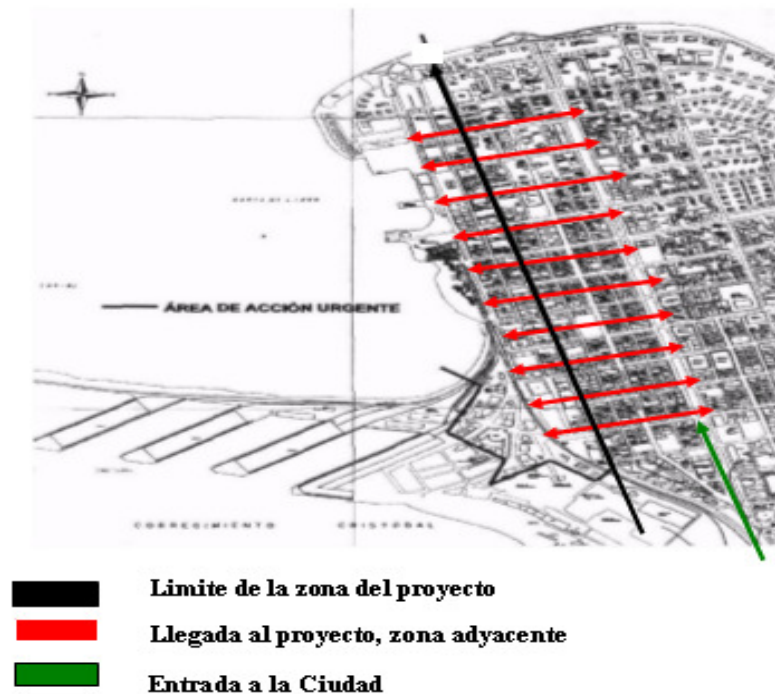 ÁREA DE ACCIÓN URGENTE
CORREGIMIENTO CRISTOBAL
Limite de la zona del proyecto
Llegada al proyecto, zona adyacente
Entrada a la Ciudad